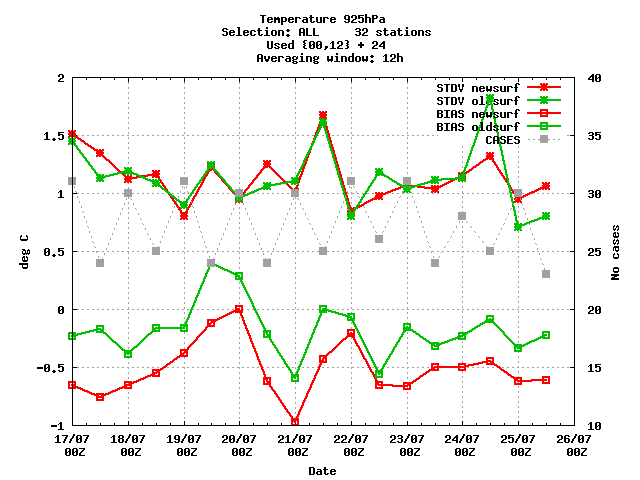 Temperature 925hPa
Selection: ALL 32 stations
Used {00,12} + 24
Averaging window: 12h
2 40
STDV newsurf
STDV oldsurf
BIAS newsurf
BIAS oldsurf
CASES
1.5 35
1 30
0.5 25
0 20
-0.5 15
-1 10
deg C
No cases
17/07 18/07 19/07 20/07 21/07 22/07 23/07 24/07 25/07 26/07
00Z 00Z 00Z 00Z 00Z 00Z 00Z 00Z 00Z 00Z
Date